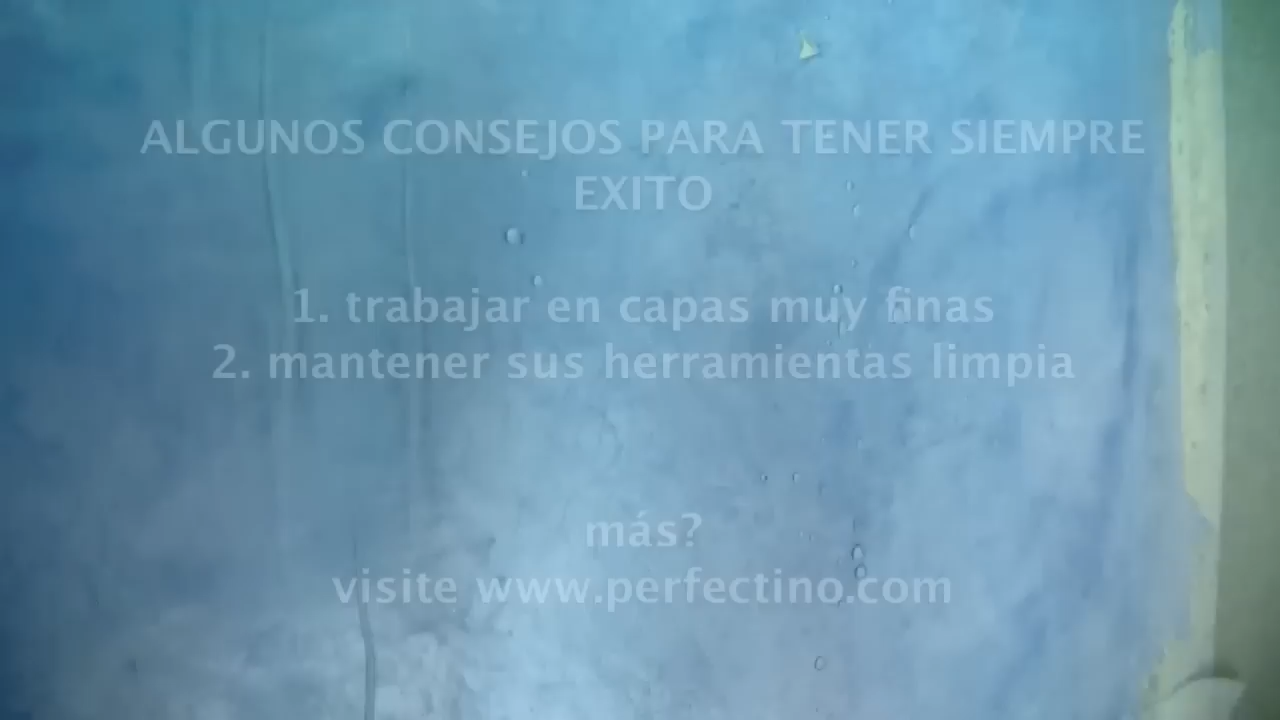 ALGUNOS CONSEJOS PARA TENER SIEMPRE
EXITO
1. trabajar en capas muy finas
2. mantener sus herramientas limpia
más?
visite www.perfectino.com